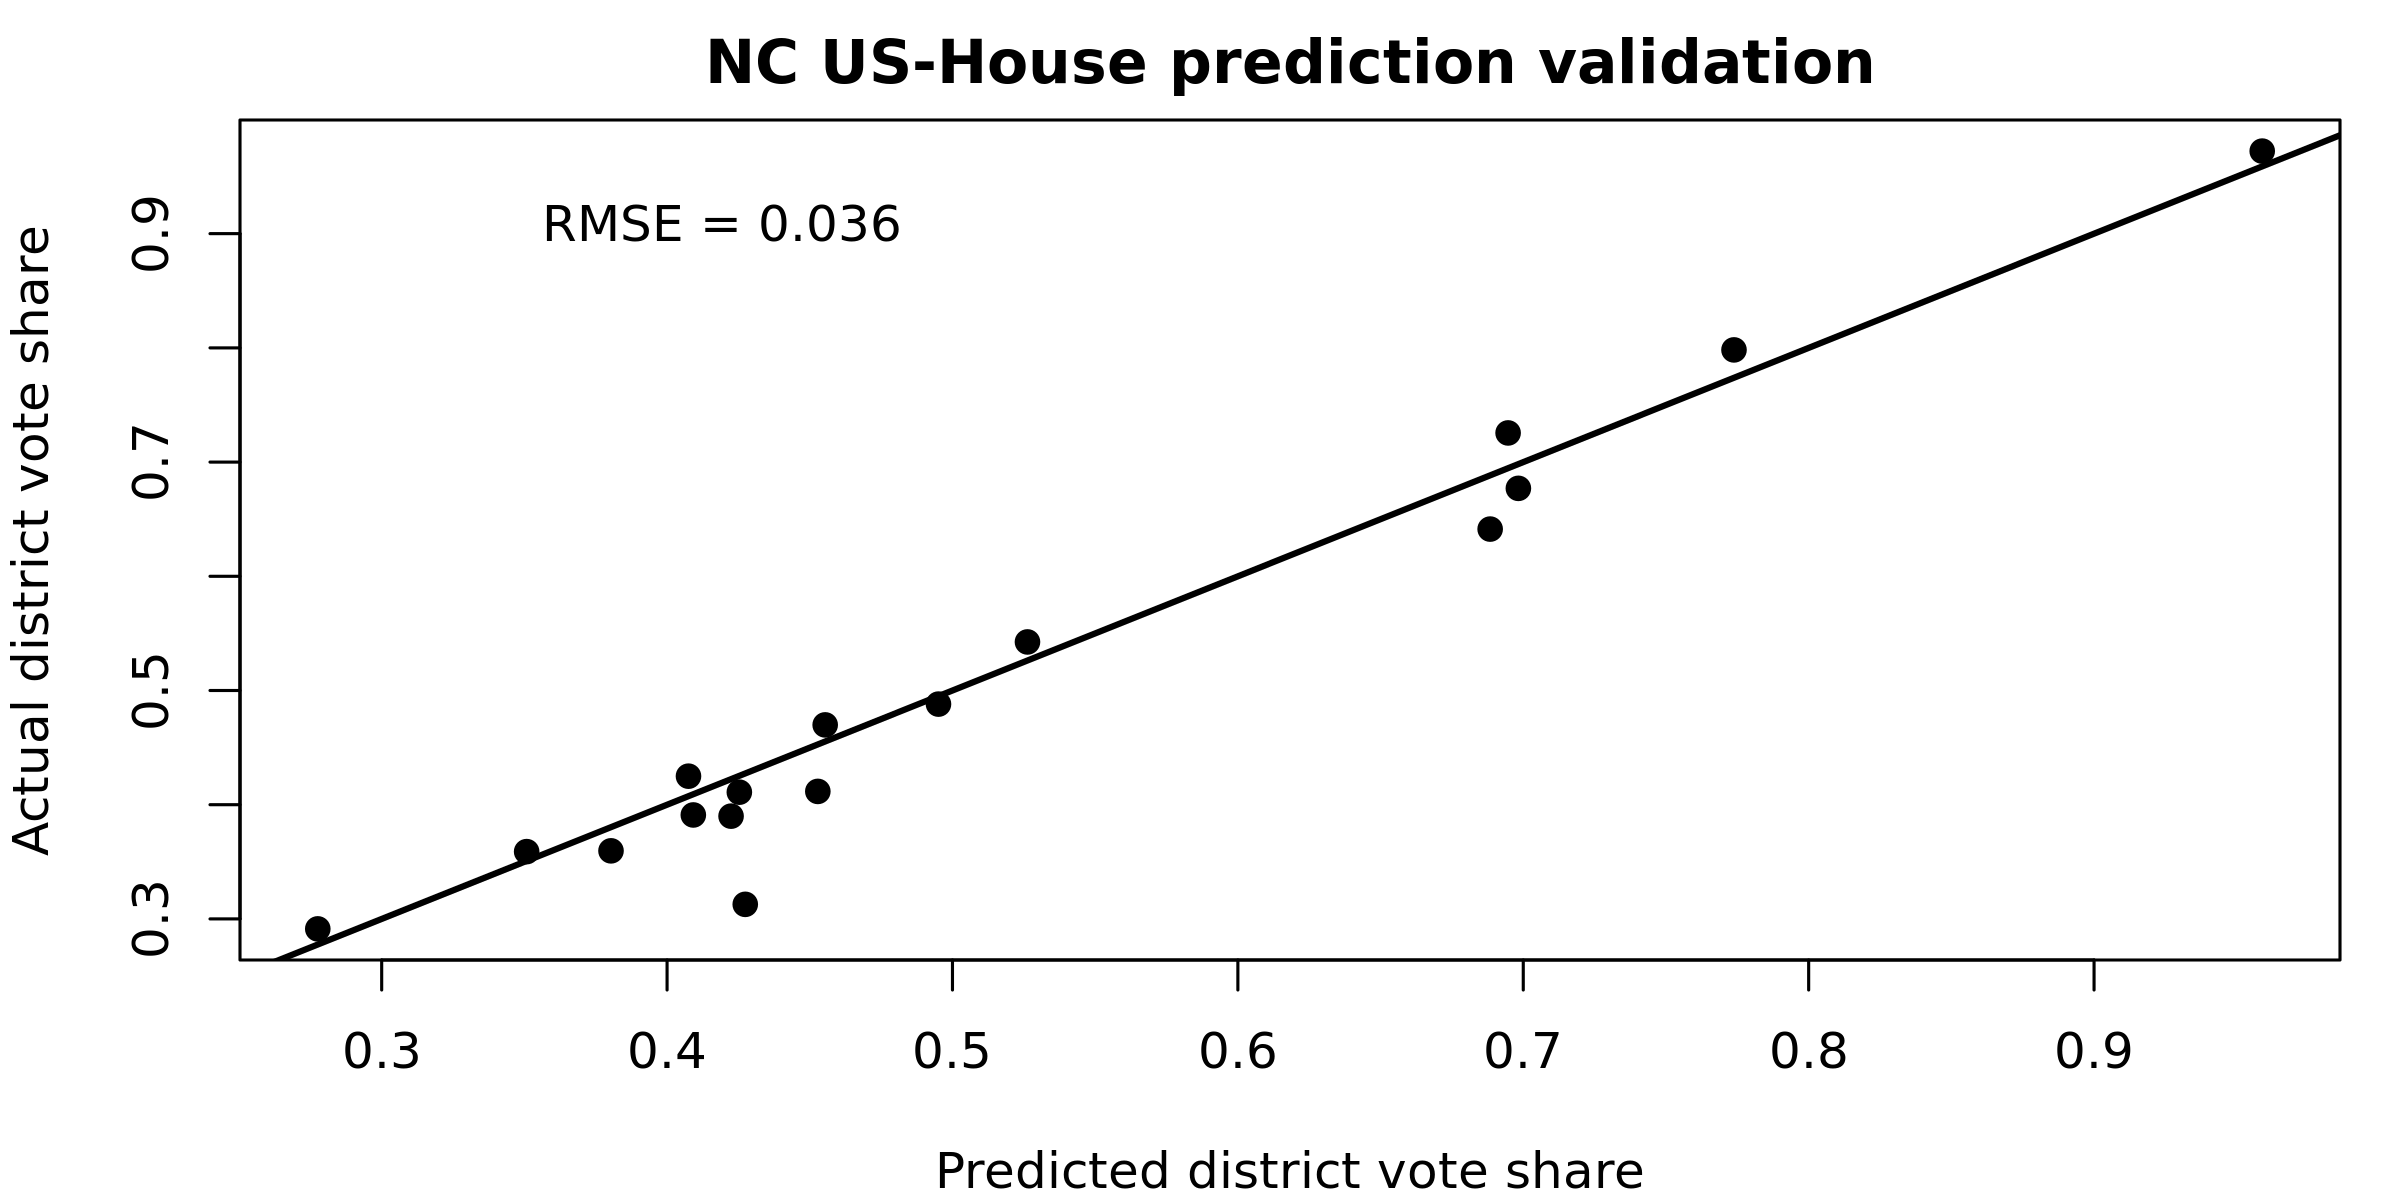 NC US-House prediction validation
RMSE = 0.036
Actual district vote share
0.9
0.7
0.5
0.3
0.3 0.4 0.5 0.6 0.7 0.8 0.9
Predicted district vote share